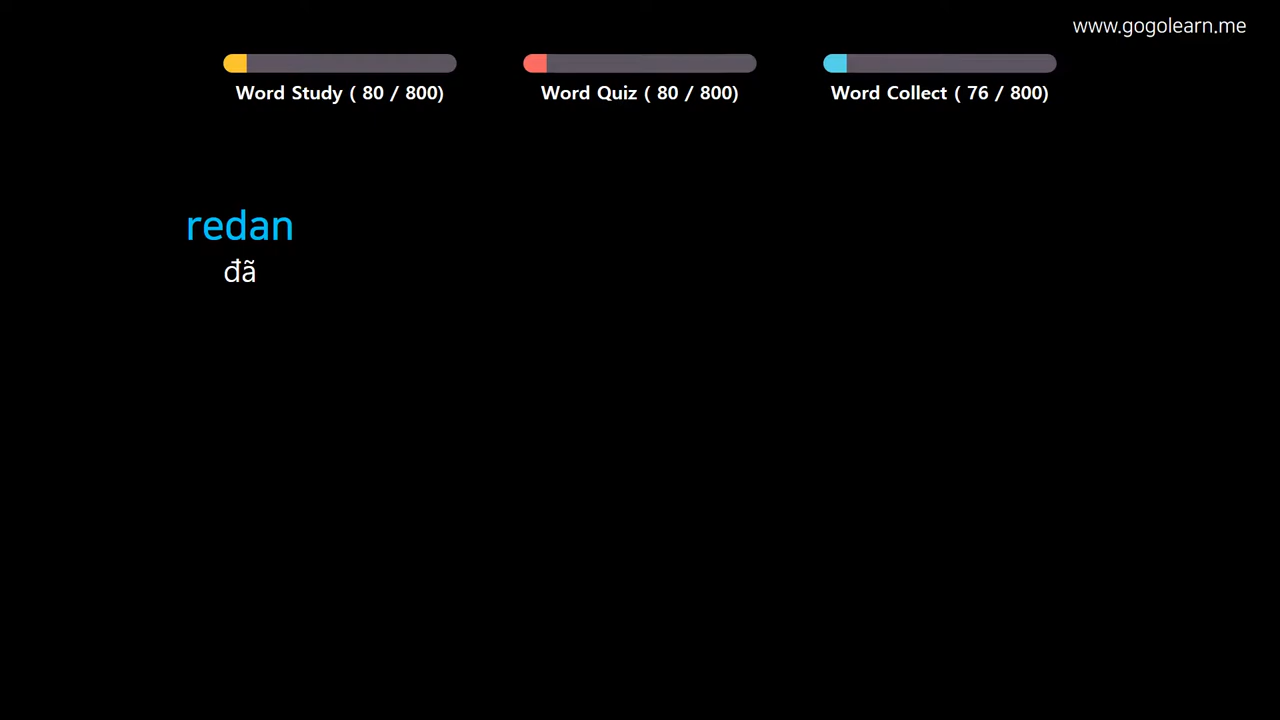 www.gogolearn.me
Word Study ( 80 / 800)
Word Quiz ( 80 / 800)
Word Collect ( 76 / 800)
redan
đã